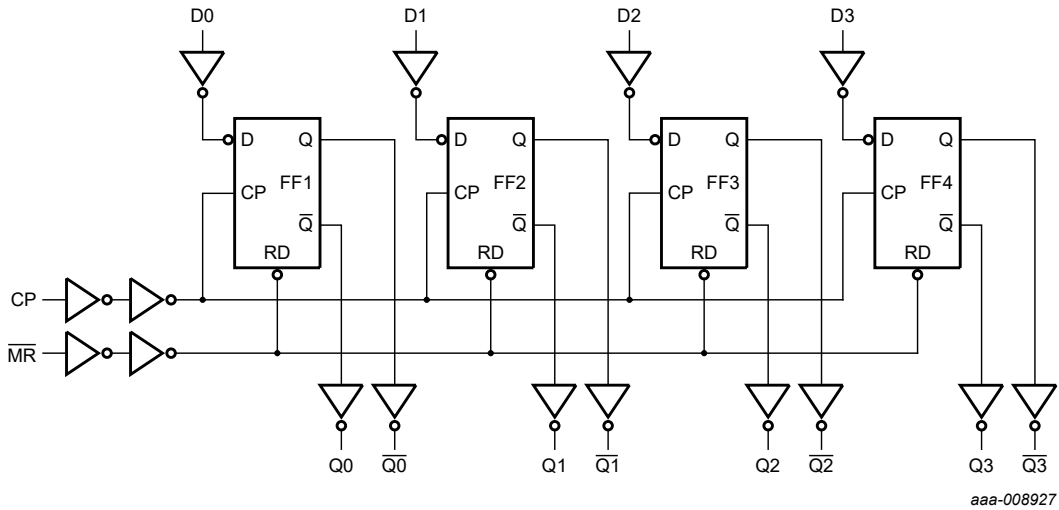 D0 D1 D2 D3
D Q D Q D Q D Q
CP FF1 CP FF2 CP FF3 CP FF4
Q̅ Q̅ Q̅ Q̅
RD RD RD RD
CP
M̅R̅
Q0 Q̅0̅ Q1 Q̅1̅ Q2 Q̅2̅ Q3 Q̅3̅
aaa-008927